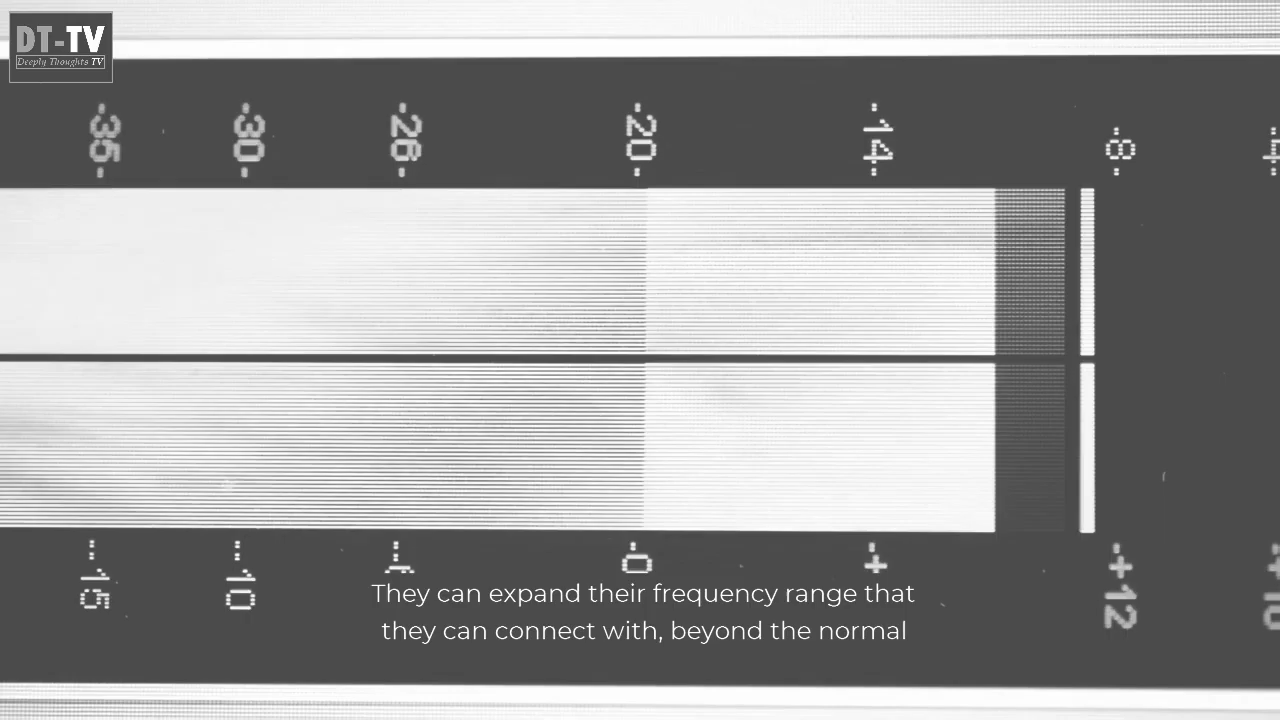 DT-TV
Deeply Thoughts TV
-35-
-30-
-26-
-20-
-14-
-8-
--15
--10
-0
-+
-+12
They can expand their frequency range that
they can connect with, beyond the normal